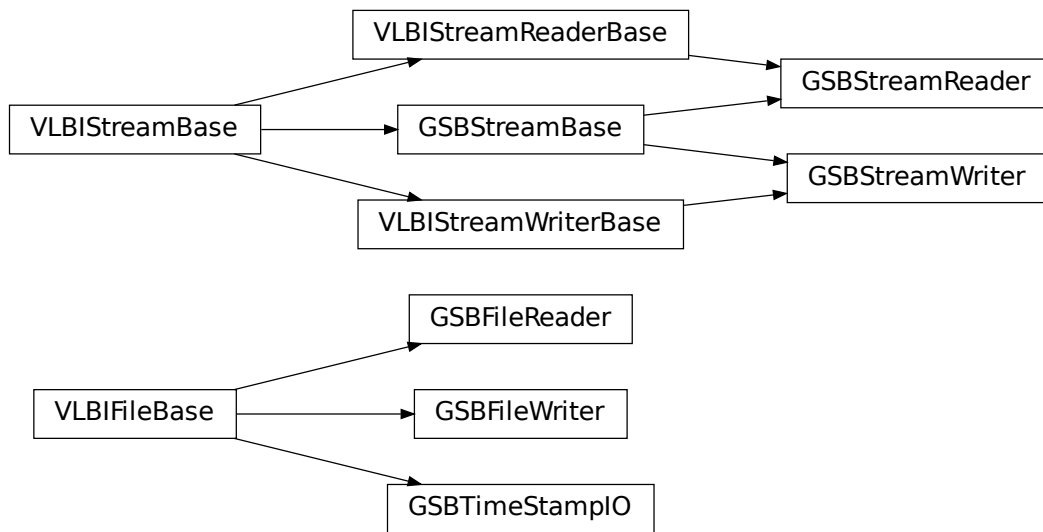 VLBIStreamReaderBase
GSBStreamReader
VLBIStreamBase
GSBStreamBase
GSBStreamWriter
VLBIStreamWriterBase
GSBFileReader
VLBIFileBase
GSBFileWriter
GSBTimeStampIO